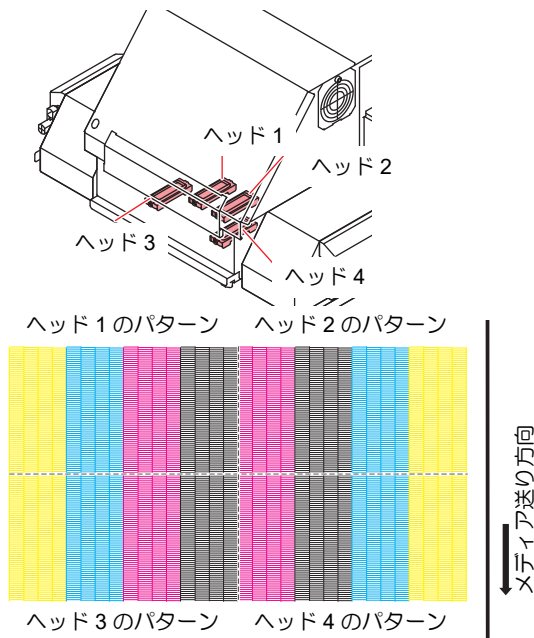 ヘッド 1
ヘッド 2
ヘッド 3
ヘッド 4
ヘッド 1 のパターン
ヘッド 2 のパターン
メディア送り方向
ヘッド 3 のパターン
ヘッド 4 のパターン